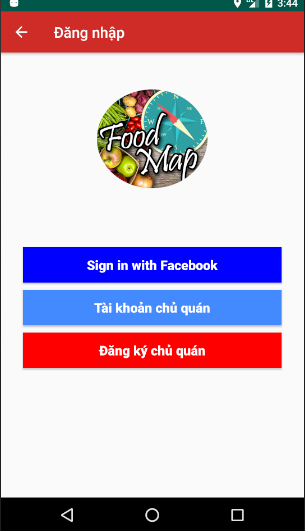 3:44
Đăng nhập
Food
Map
Sign in with Facebook
Tài khoản chủ quán
Đăng ký chủ quán